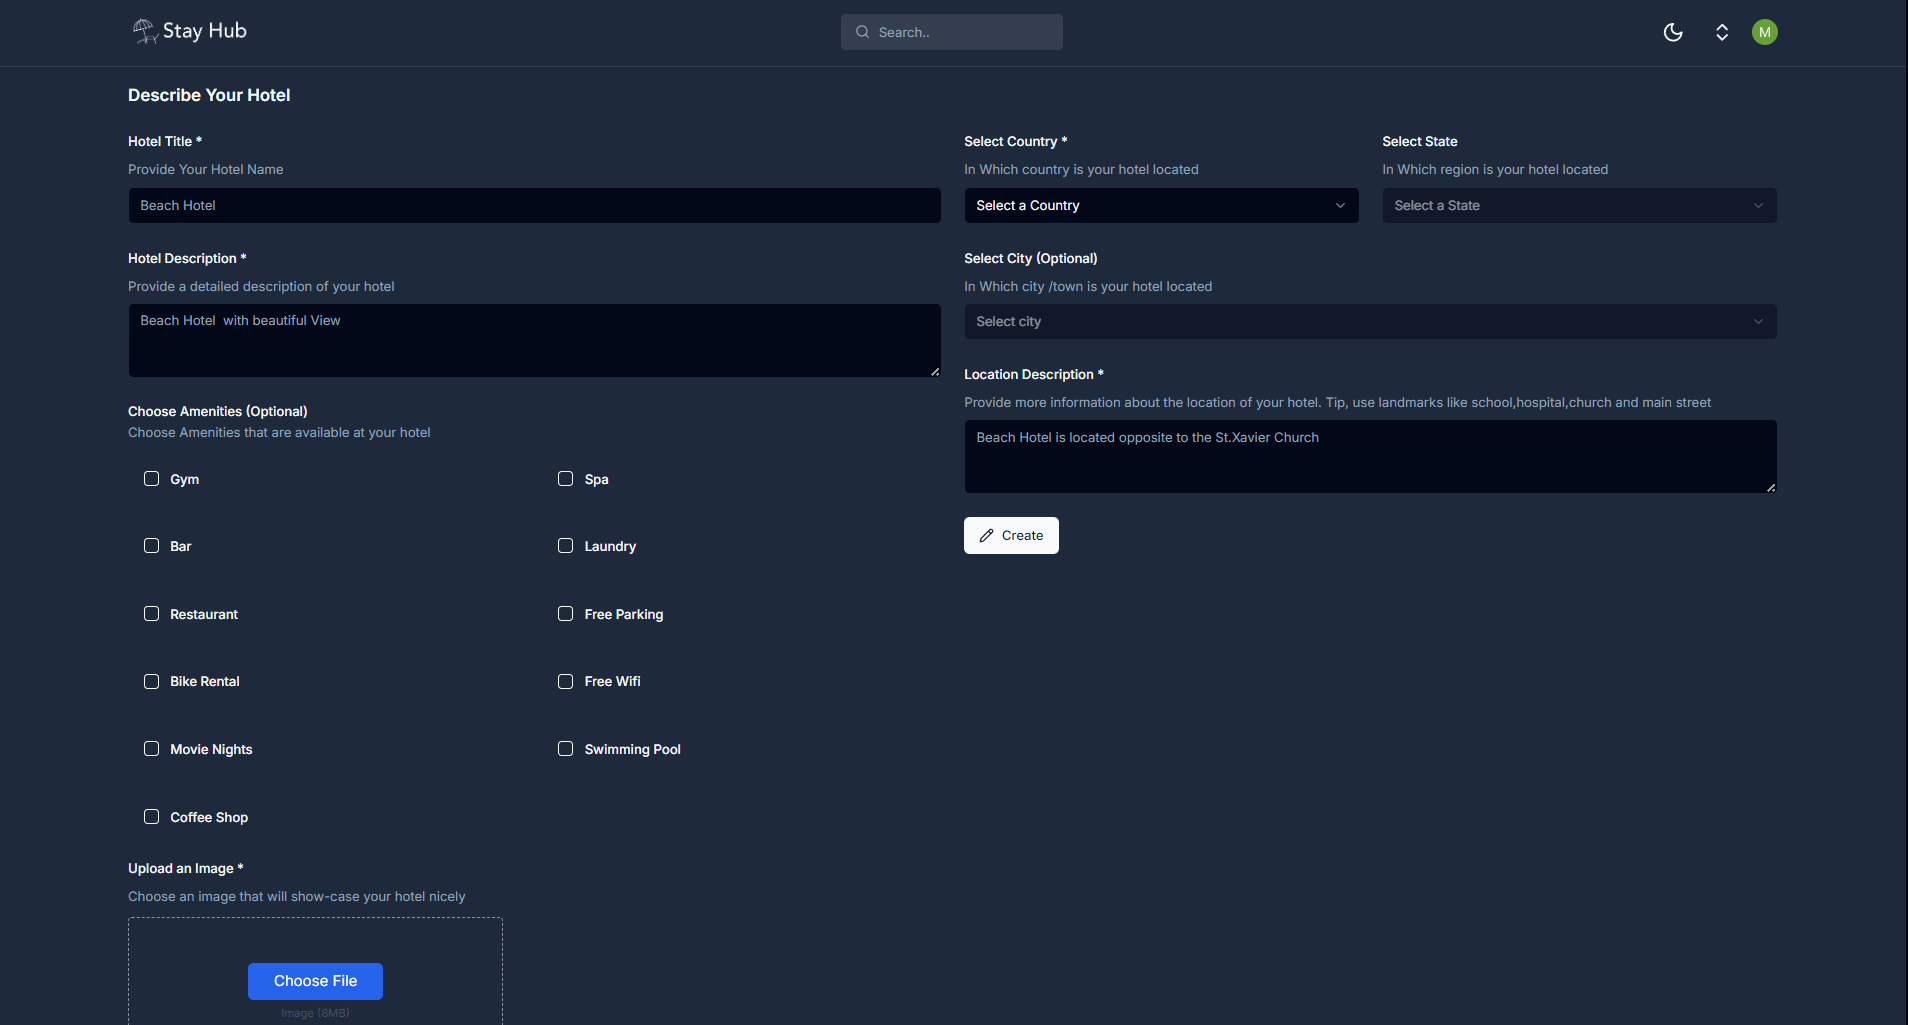 Stay Hub
Search..
M
Describe Your Hotel
Hotel Title *
Provide Your Hotel Name
Beach Hotel
Hotel Description *
Provide a detailed description of your hotel
Beach Hotel  with beautiful View
Choose Amenities (Optional)
Choose Amenities that are available at your hotel
Gym
Spa
Bar
Laundry
Restaurant
Free Parking
Bike Rental
Free Wifi
Movie Nights
Swimming Pool
Coffee Shop
Upload an Image *
Choose an image that will show-case your hotel nicely
Choose File
Image (8MB)
Select Country *
In Which country is your hotel located
Select a Country
Select State
In Which region is your hotel located
Select a State
Select City (Optional)
In Which city /town is your hotel located
Select city
Location Description *
Provide more information about the location of your hotel. Tip, use landmarks like school,hospital,church and main street
Beach Hotel is located opposite to the St.Xavier Church
Create